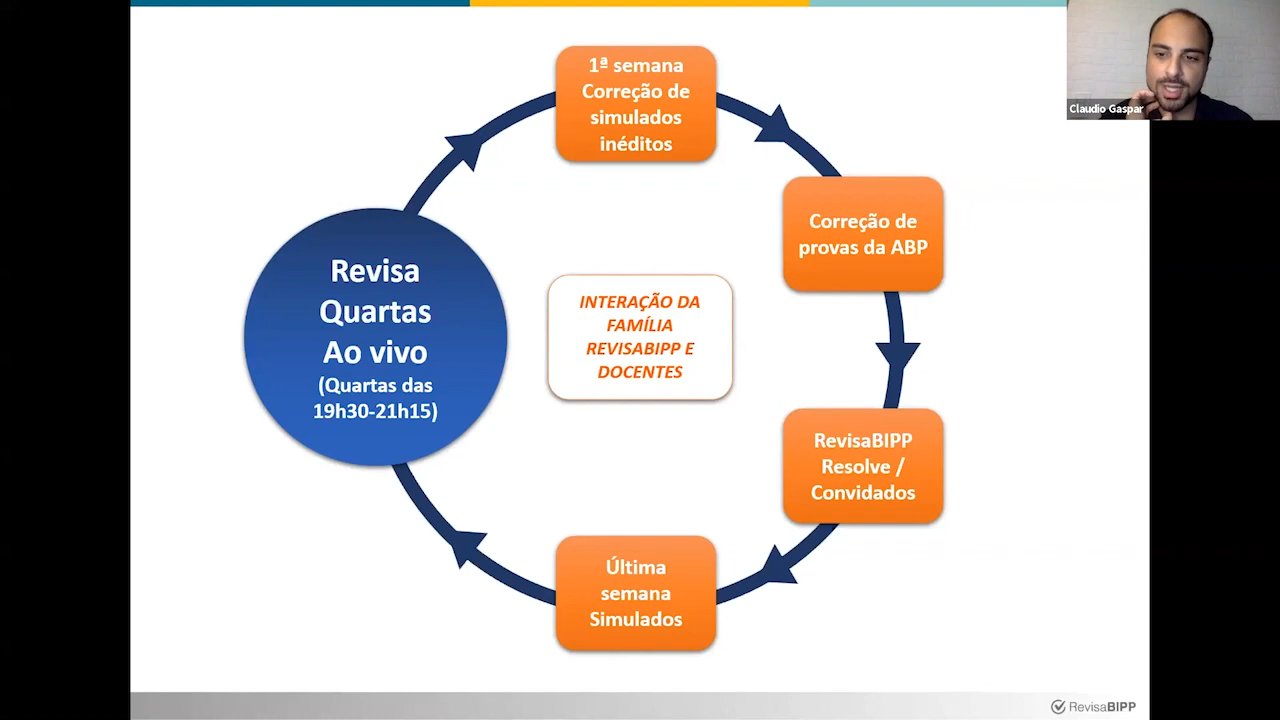 1ª semana
Correção de
simulados
inéditos
Claudio Gaspar
Correção de
provas da ABP
Revisa
Quartas
Ao vivo
(Quartas das
19h30-21h15)
INTERAÇÃO DA
FAMÍLIA
REVISABIPP E
DOCENTES
RevisaBIPP
Resolve /
Convidados
Última
semana
Simulados
RevisaBIPP